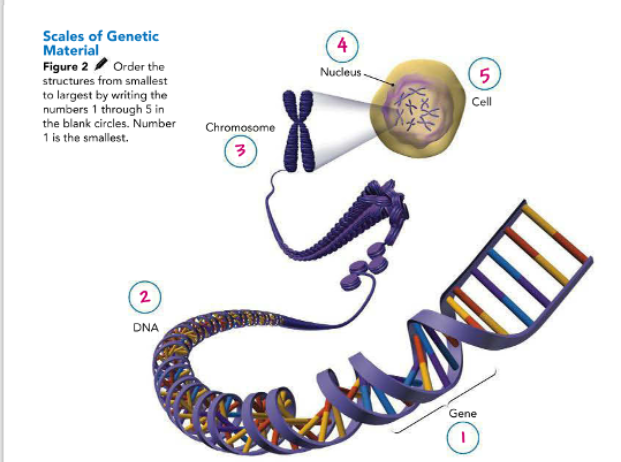 Scales of Genetic
Material
Figure 2 Order the
structures from smallest
to largest by writing the
numbers 1 through 5 in
the blank circles. Number
1 is the smallest.
4
Nucleus
5
Cell
Chromosome
3
2
DNA
Gene
1